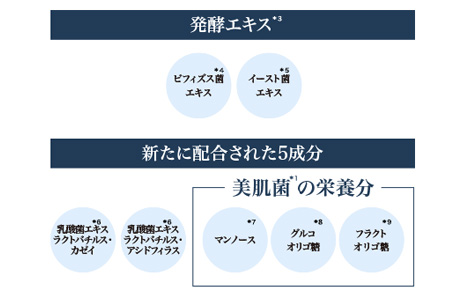 発酵エキス*3
ビフィズス菌*4
エキス
イースト菌*5
エキス
新たに配合された5成分
美肌菌*1の栄養分
乳酸菌エキス*6
ラクトバチルス・
カゼイ
乳酸菌エキス*6
ラクトバチルス・
アシドフィラス
マンノース*7
グルコ*8
オリゴ糖
フラクト*9
オリゴ糖